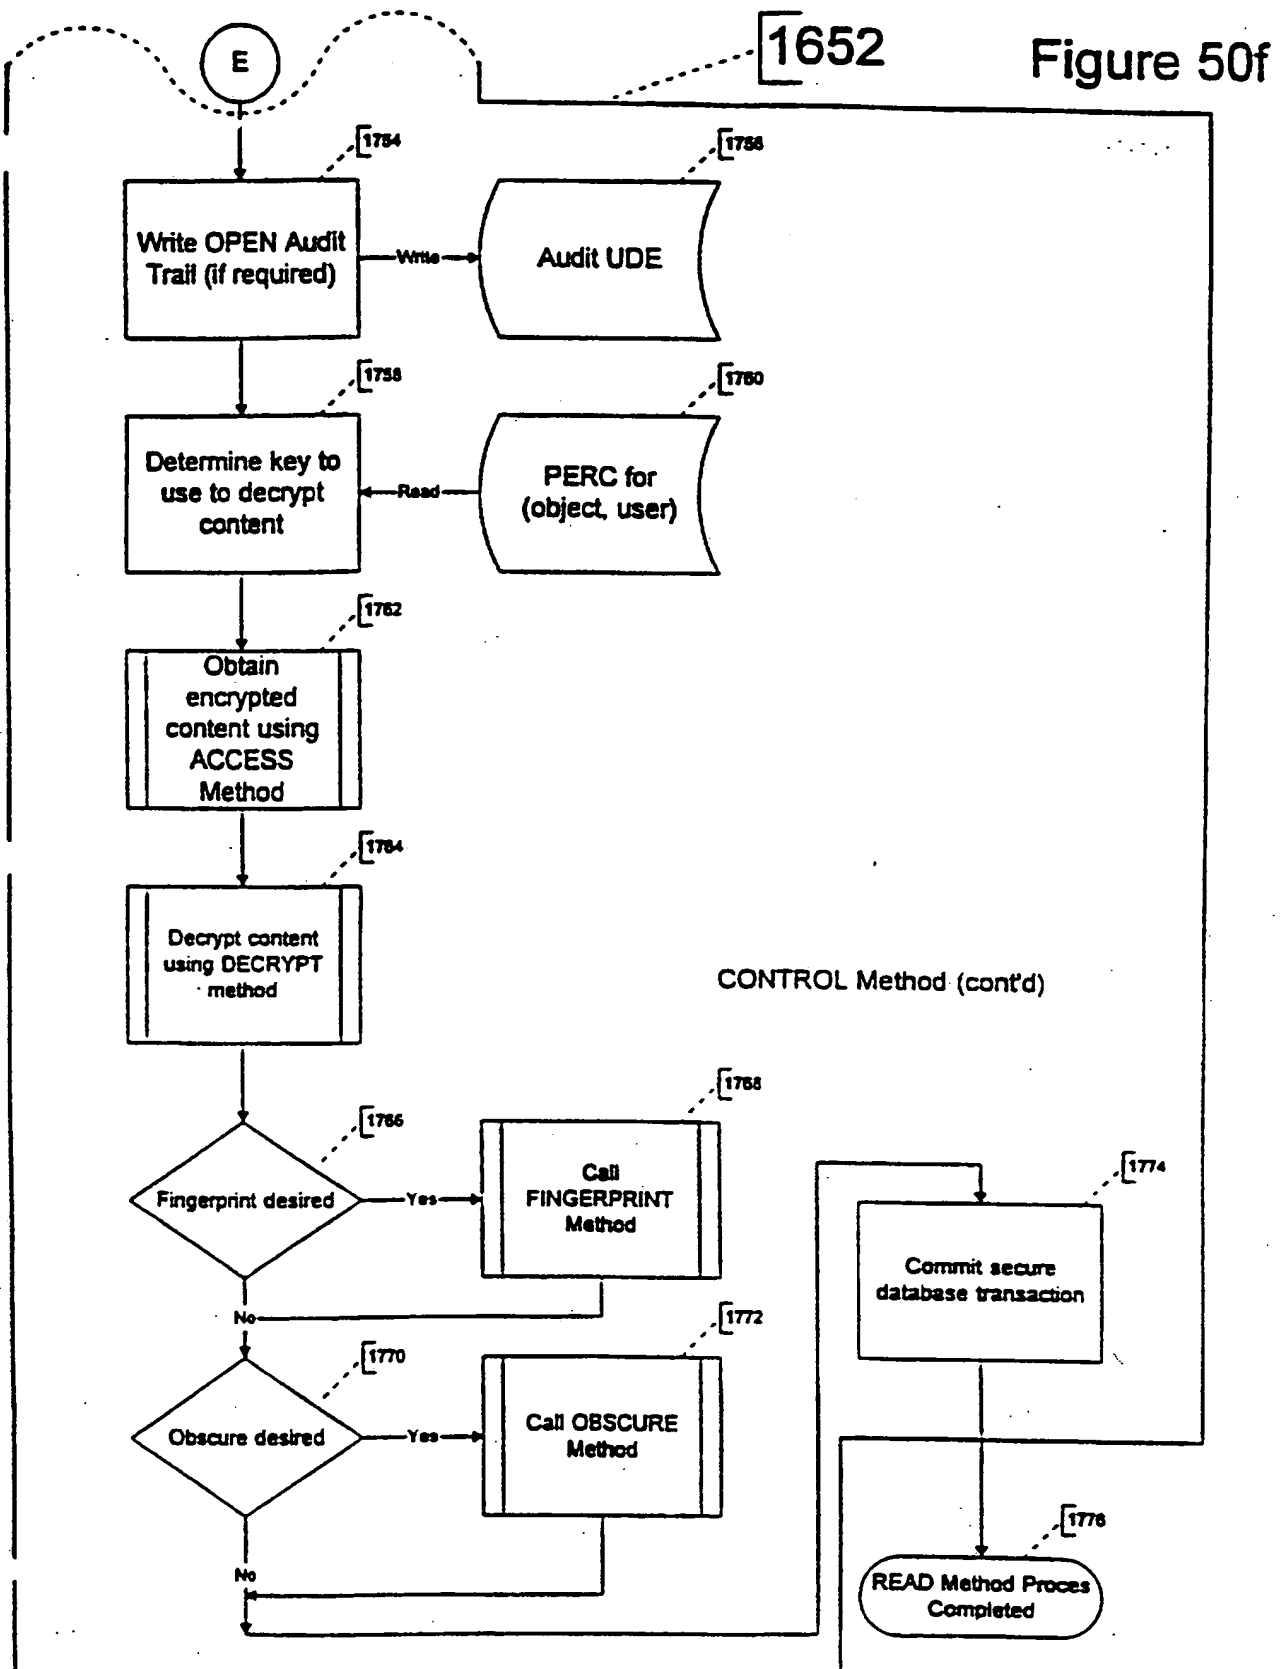 E
1652
Figure 50f
1754
1756
Write OPEN Audit
Trail (if required)
Write
Audit UDE
1758
1760
Determine key to
use to decrypt
content
Read
PERC for
(object, user)
1762
Obtain
encrypted
content using
ACCESS
Method
1764
Decrypt content
using DECRYPT
method
CONTROL Method (cont'd)
1766
1768
Fingerprint desired
Yes
Call
FINGERPRINT
Method
1774
Commit secure
database transaction
No
1770
1772
Obscure desired
Yes
Call OBSCURE
Method
No
1776
READ Method Proces
Completed